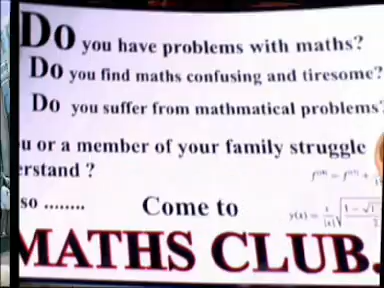 Do you have problems with maths?
Do you find maths confusing and tiresome?
Do you suffer from mathmatical problems?
u or a member of your family struggle
erstand ?
so ........ Come to
MATHS CLUB.